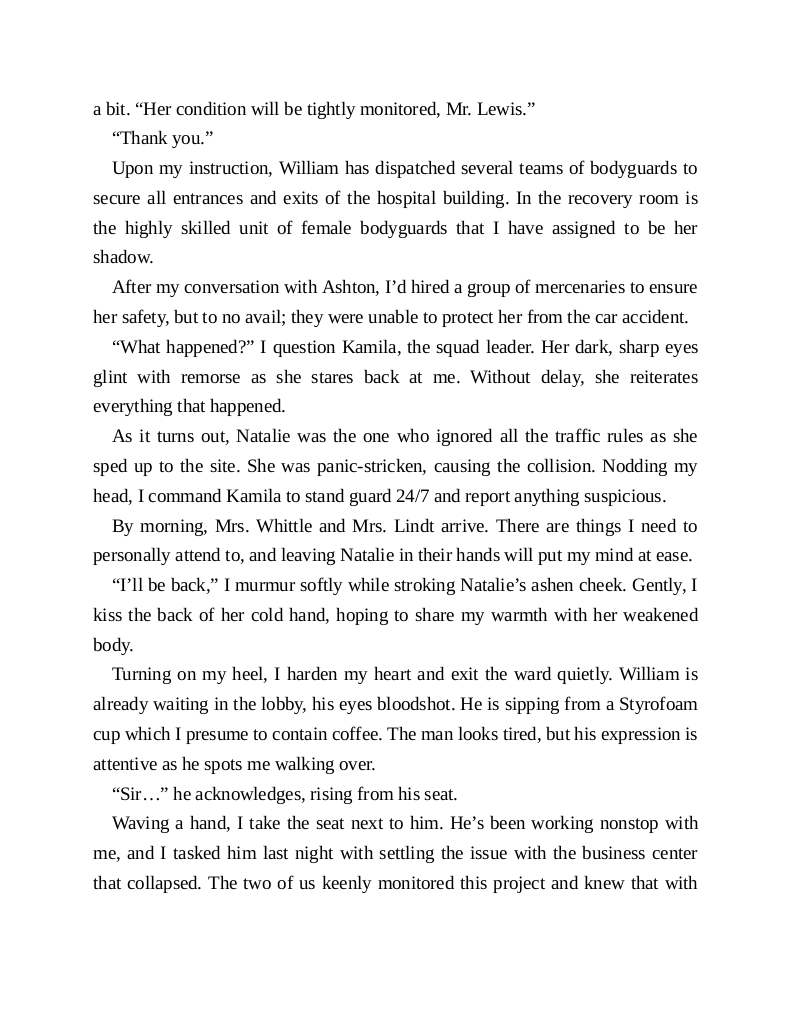 a bit. “Her condition will be tightly monitored, Mr. Lewis.”
“Thank you.”
Upon my instruction, William has dispatched several teams of bodyguards to
secure all entrances and exits of the hospital building. In the recovery room is
the highly skilled unit of female bodyguards that I have assigned to be her
shadow.
After my conversation with Ashton, I’d hired a group of mercenaries to ensure
her safety, but to no avail; they were unable to protect her from the car accident.
“What happened?” I question Kamila, the squad leader. Her dark, sharp eyes
glint with remorse as she stares back at me. Without delay, she reiterates
everything that happened.
As it turns out, Natalie was the one who ignored all the traffic rules as she
sped up to the site. She was panic-stricken, causing the collision. Nodding my
head, I command Kamila to stand guard 24/7 and report anything suspicious.
By morning, Mrs. Whittle and Mrs. Lindt arrive. There are things I need to
personally attend to, and leaving Natalie in their hands will put my mind at ease.
“I’ll be back,” I murmur softly while stroking Natalie’s ashen cheek. Gently, I
kiss the back of her cold hand, hoping to share my warmth with her weakened
body.
Turning on my heel, I harden my heart and exit the ward quietly. William is
already waiting in the lobby, his eyes bloodshot. He is sipping from a Styrofoam
cup which I presume to contain coffee. The man looks tired, but his expression is
attentive as he spots me walking over.
“Sir…” he acknowledges, rising from his seat.
Waving a hand, I take the seat next to him. He’s been working nonstop with
me, and I tasked him last night with settling the issue with the business center
that collapsed. The two of us keenly monitored this project and knew that with